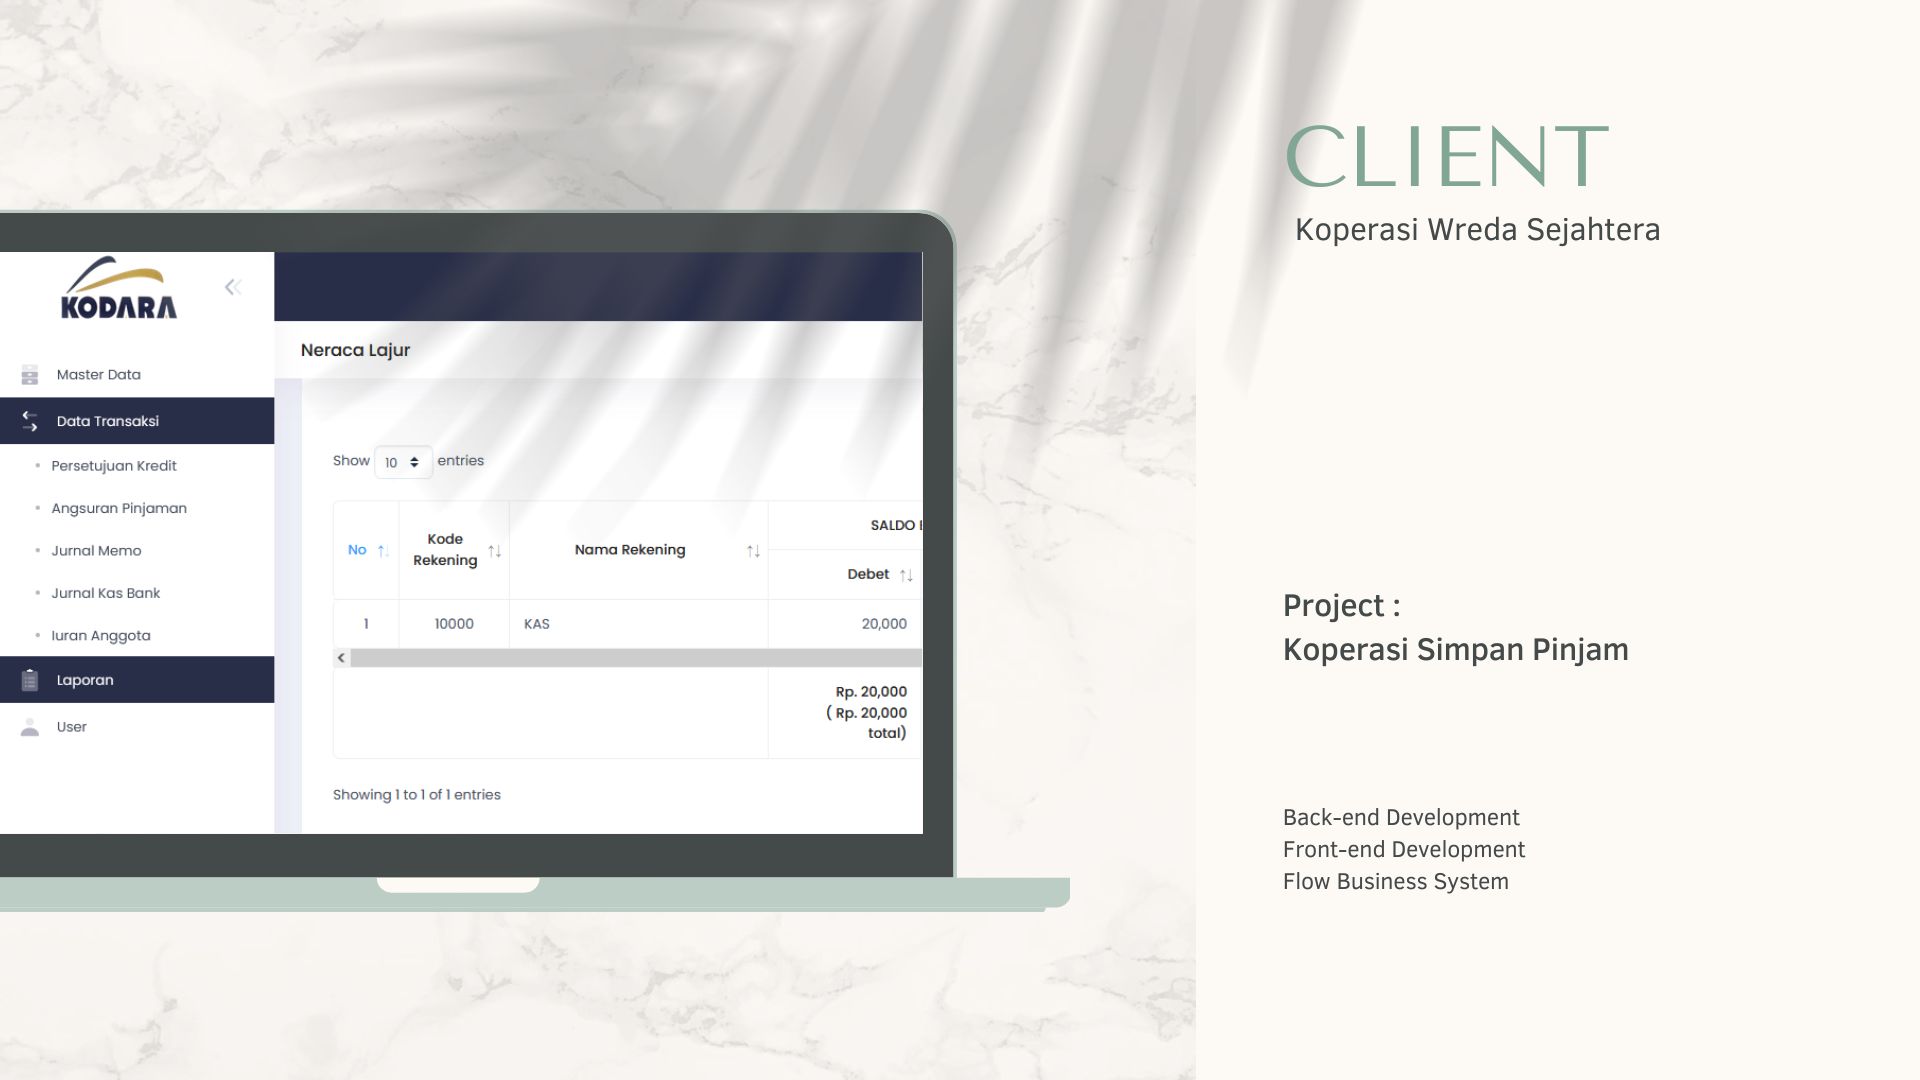 CLIENT
Koperasi Wreda Sejahtera
KODARA
Master Data
Data Transaksi
Persetujuan Kredit
Angsuran Pinjaman
Jurnal Memo
Jurnal Kas Bank
Iuran Anggota
Laporan
User
Neraca Lajur
Show 10 entries
No
Kode
Rekening
Nama Rekening
SALDO
Debet
1 10000 KAS 20,000
Rp. 20,000
( Rp. 20,000
total)
Showing 1 to 1 of 1 entries
Project :
Koperasi Simpan Pinjam
Back-end Development
Front-end Development
Flow Business System